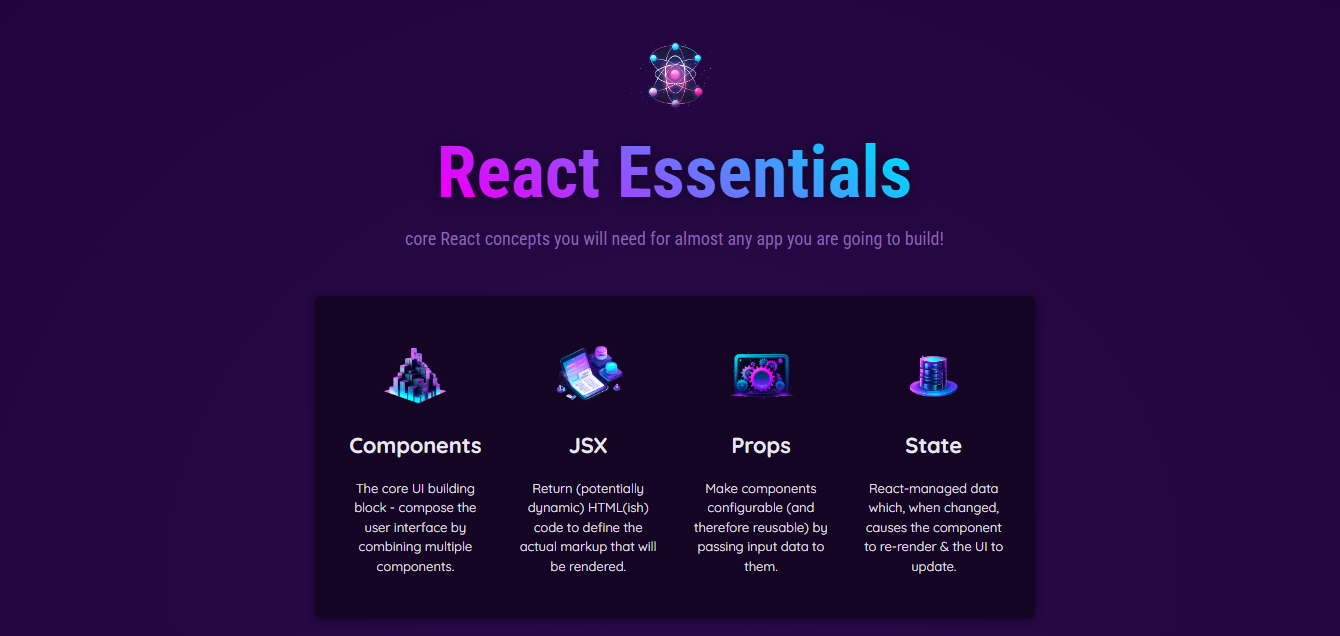 React Essentials
core React concepts you will need for almost any app you are going to build!
Components
The core UI building
block - compose the
user interface by
combining multiple
components.
JSX
Return (potentially
dynamic) HTML(ish)
code to define the
actual markup that will
be rendered.
Props
Make components
configurable (and
therefore reusable) by
passing input data to
them.
State
React-managed data
which, when changed,
causes the component
to re-render & the UI to
update.